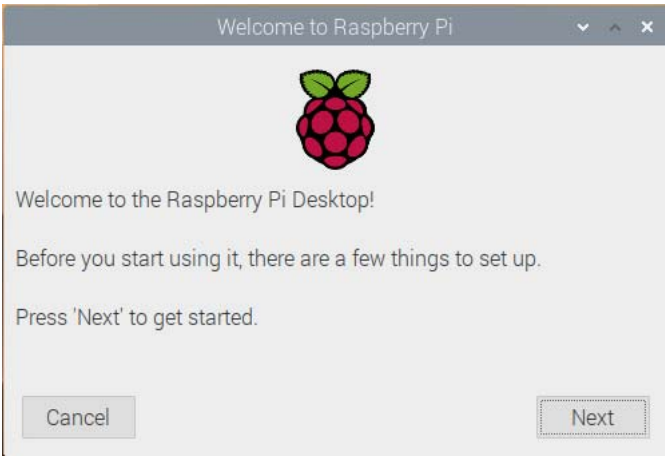 Welcome to Raspberry Pi
Welcome to the Raspberry Pi Desktop!
Before you start using it, there are a few things to set up.
Press 'Next' to get started.
Cancel
Next